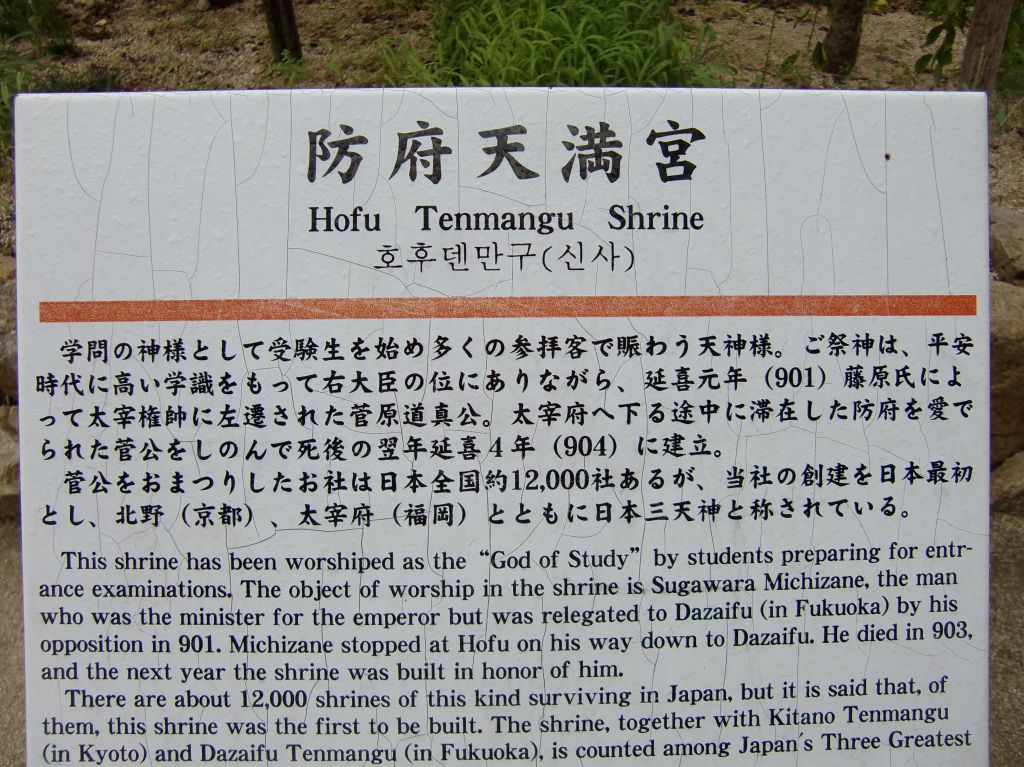 防府天満宮
Hofu Tenmangu Shrine
호후덴만구(신사)
学問の神様として受験生を始め多くの参拝客で賑わう天神様。ご祭神は、平安
時代に高い学識をもって右大臣の位にありながら、延喜元年（901）藤原氏によ
って太宰権帥に左遷された菅原道真公。太宰府へ下る途中に滞在した防府を愛で
られた菅公をしのんで死後の翌年延喜４年（904）に建立。
菅公をおまつりしたお社は日本全国約12,000社あるが、当社の創建を日本最初
とし、北野（京都）、太宰府（福岡）とともに日本三天神と称されている。
This shrine has been worshiped as the “God of Study” by students preparing for entr-
ance examinations. The object of worship in the shrine is Sugawara Michizane, the man
who was the minister for the emperor but was relegated to Dazaifu (in Fukuoka) by his
opposition in 901. Michizane stopped at Hofu on his way down to Dazaifu. He died in 903,
and the next year the shrine was built in honor of him.
There are about 12,000 shrines of this kind surviving in Japan, but it is said that, of
them, this shrine was the first to be built. The shrine, together with Kitano Tenmangu
(in Kyoto) and Dazaifu Tenmangu (in Fukuoka), is counted among Japan's Three Greatest